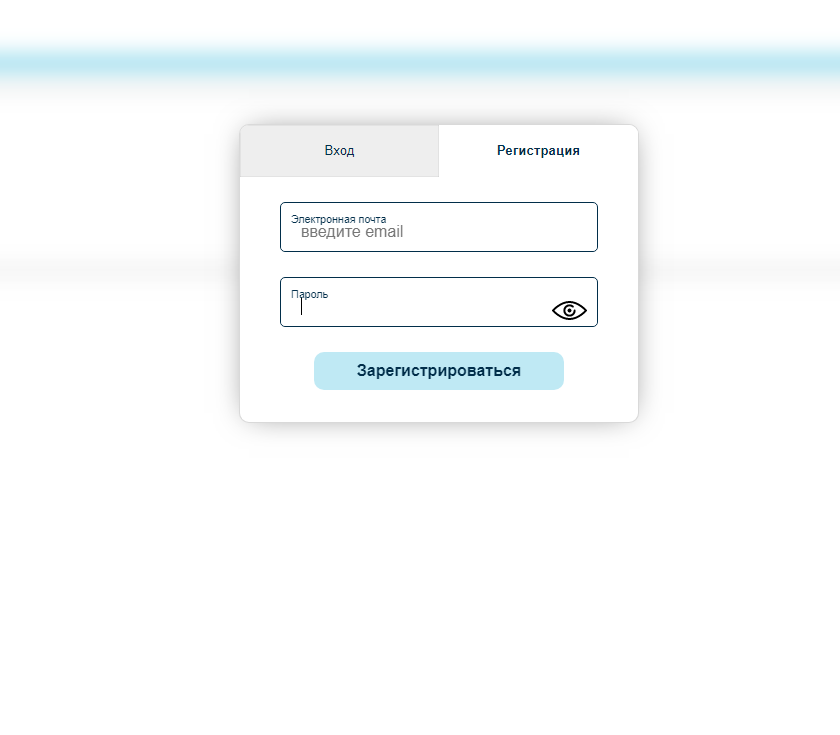 Вход
Регистрация
Электронная почта
введите email
Пароль
Зарегистрироваться